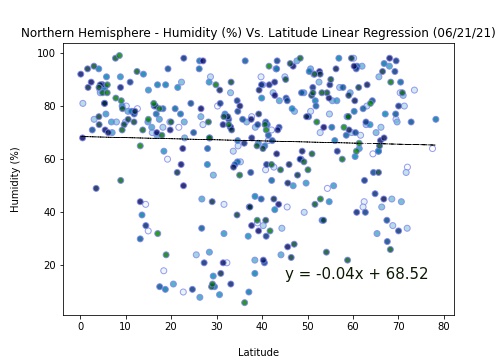 Northern Hemisphere - Humidity (%) Vs. Latitude Linear Regression (06/21/21)
100
80
60
40
20
Humidity (%)
y = -0.04x + 68.52
0 10 20 30 40 50 60 70 80
Latitude